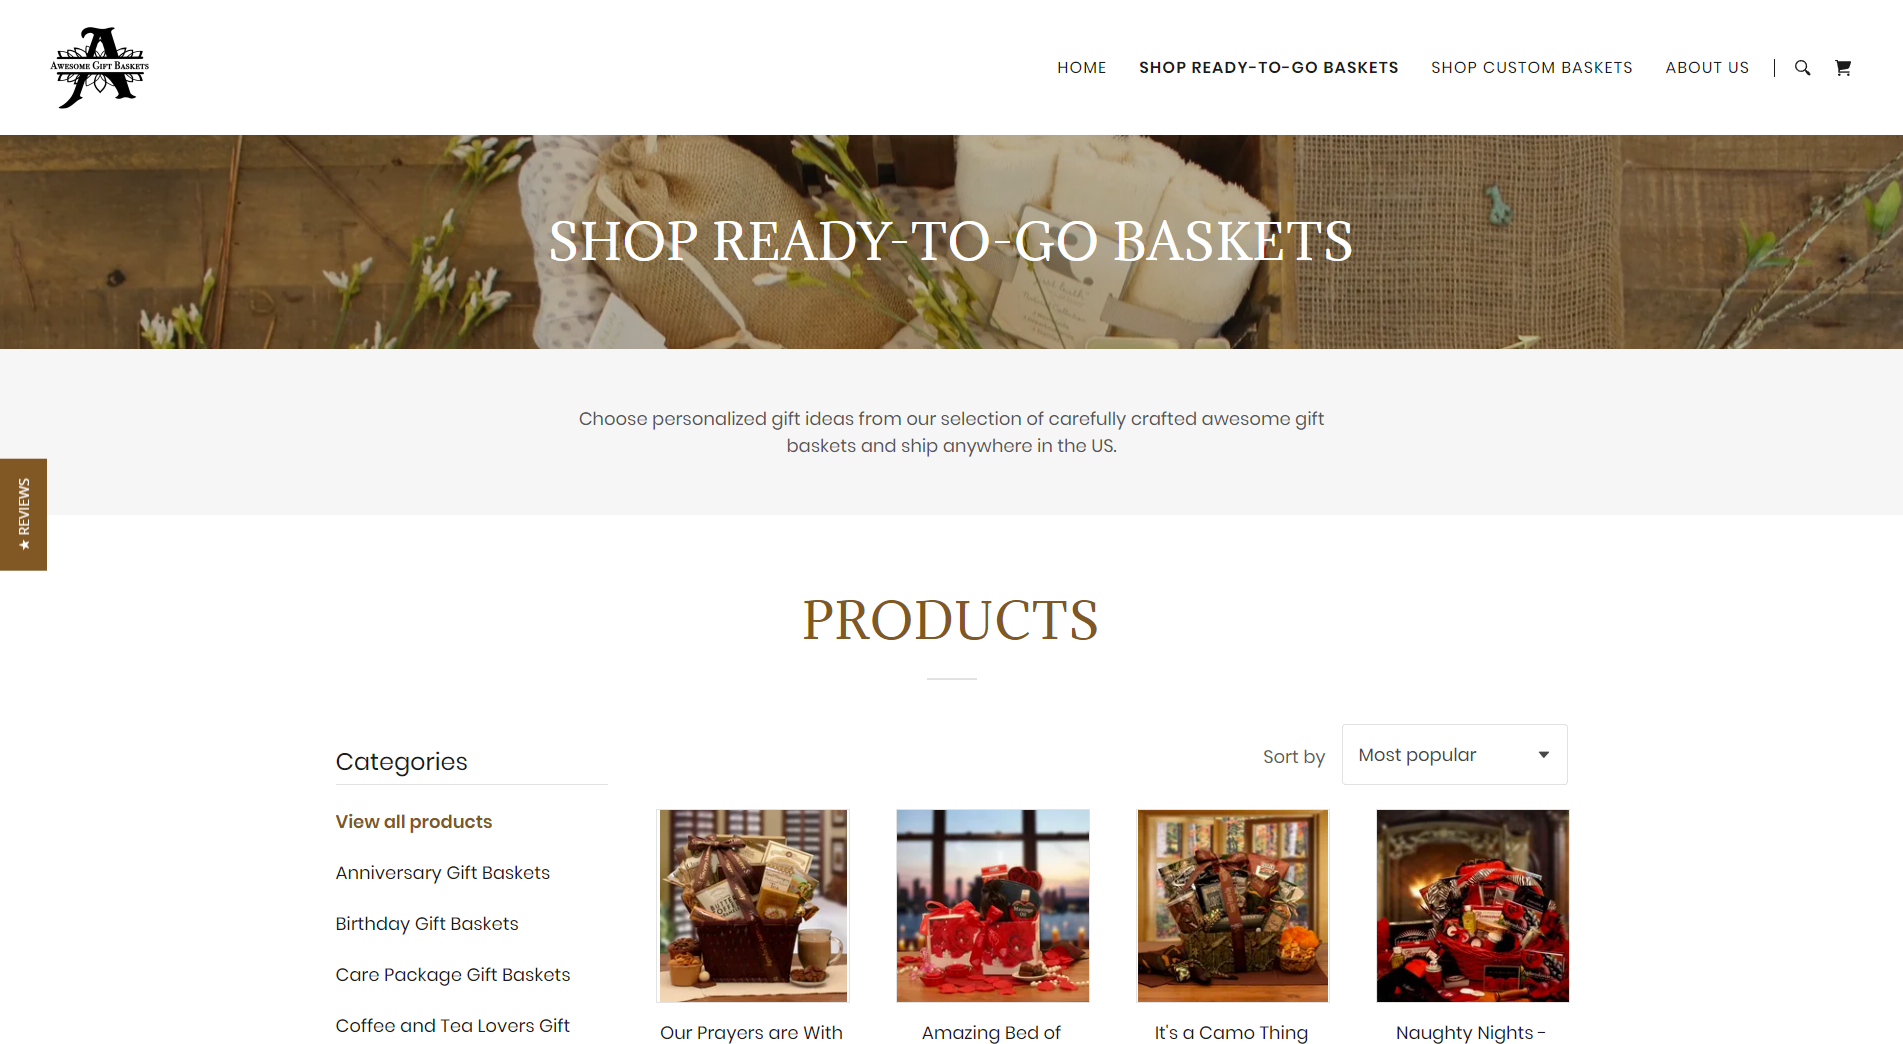 AWESOME GIFT BASKETS
HOME
SHOP READY-TO-GO BASKETS
SHOP CUSTOM BASKETS
ABOUT US
SHOP READY-TO-GO BASKETS
Choose personalized gift ideas from our selection of carefully crafted awesome gift
baskets and ship anywhere in the US.
★ REVIEWS
PRODUCTS
Categories
Sort by
Most popular
View all products
Anniversary Gift Baskets
Birthday Gift Baskets
Care Package Gift Baskets
Coffee and Tea Lovers Gift
Our Prayers are With
Amazing Bed of
It's a Camo Thing
Naughty Nights -